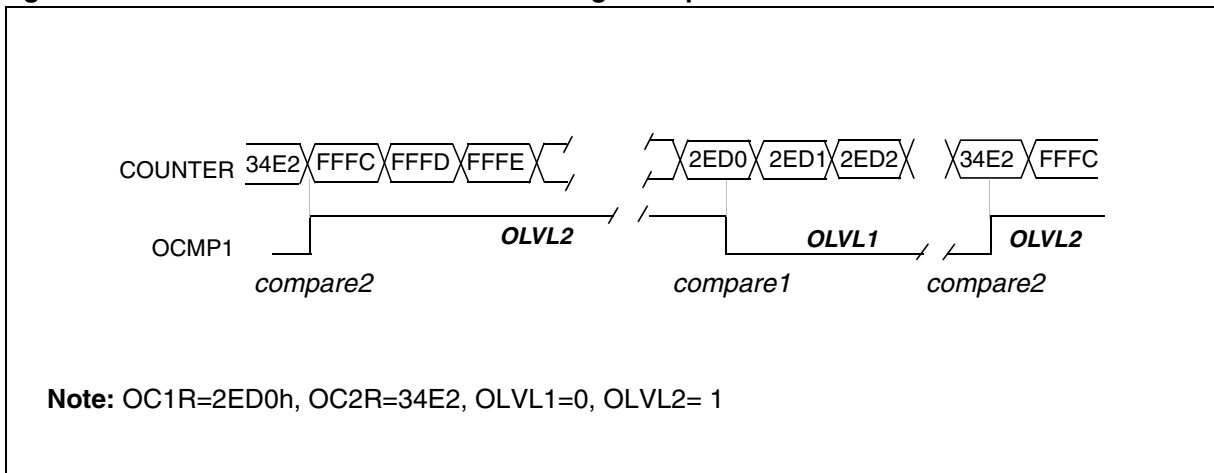 COUNTER 34E2 FFFC FFFD FFFE 2ED0 2ED1 2ED2 34E2 FFFC
OCMP1 OLVL2 OLVL1 OLVL2
compare2 compare1 compare2
Note: OC1R=2ED0h, OC2R=34E2, OLVL1=0, OLVL2= 1